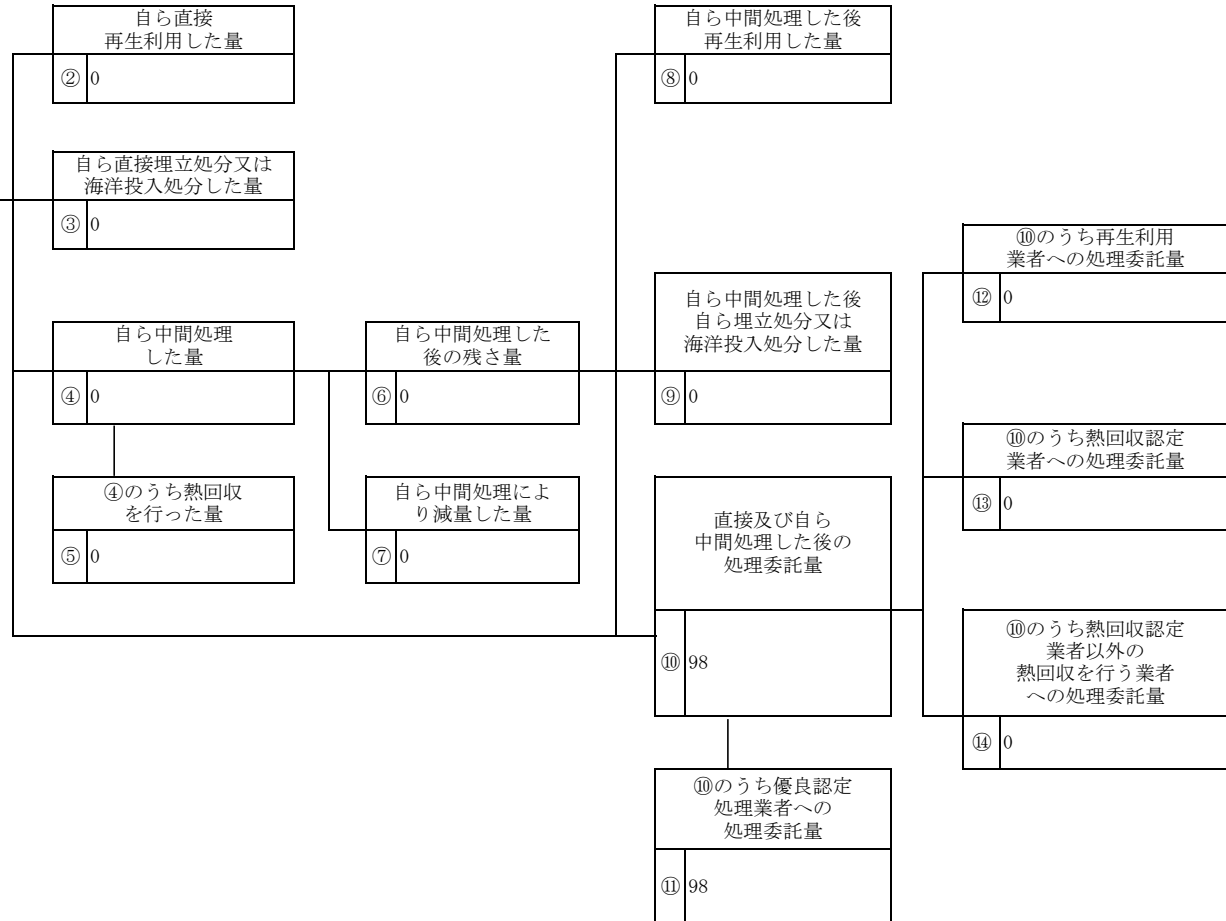 自ら直接
再生利用した量
② 0
自ら中間処理した後
再生利用した量
⑧ 0
自ら直接埋立処分又は
海洋投入処分した量
③ 0
⑩のうち再生利用
業者への処理委託量
⑫ 0
自ら中間処理
した量
④ 0
自ら中間処理した
後の残さ量
⑥ 0
自ら中間処理した後
自ら埋立処分又は
海洋投入処分した量
⑨ 0
⑩のうち熱回収認定
業者への処理委託量
⑬ 0
④のうち熱回収
を行った量
⑤ 0
自ら中間処理によ
り減量した量
⑦ 0
直接及び自ら
中間処理した後の
処理委託量
⑩ 98
⑩のうち熱回収認定
業者以外の
熱回収を行う業者
への処理委託量
⑭ 0
⑩のうち優良認定
処理業者への
処理委託量
⑪ 98